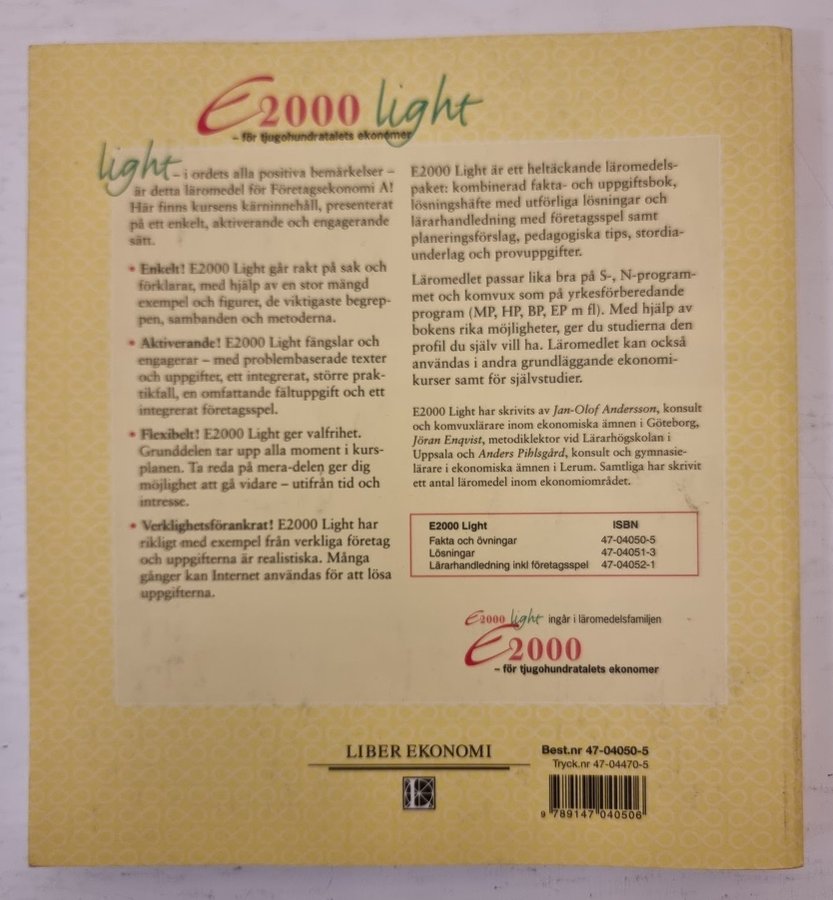 E2000 light
– för tjugohundratalets ekonomer
light – i ordets alla positiva bemärkelser –
är detta läromedel för Företagsekonomi A!
Här finns kursens kärninnehåll, presenterat
på ett enkelt, aktiverande och engagerande
sätt.
• Enkelt! E2000 Light går rakt på sak och
förklarar, med hjälp av en stor mängd
exempel och figurer, de viktigaste begrep-
pen, sambanden och metoderna.
• Aktiverande! E2000 Light fängslar och
engagerar – med problembaserade texter
och uppgifter, ett integrerat, större prak-
tikfall, en omfattande fältuppgift och ett
integrerat företagsspel.
• Flexibelt! E2000 Light ger valfrihet.
Grunddelen tar upp alla moment i kurs-
planen. Ta reda på mera-delen ger dig
möjlighet att gå vidare – utifrån tid och
intresse.
• Verklighetsförankrat! E2000 Light har
rikligt med exempel från verkliga företag
och uppgifterna är realistiska. Många
gånger kan Internet användas för att lösa
uppgifterna.
E2000 Light är ett heltäckande läromedels-
paket: kombinerad fakta- och uppgiftsbok,
lösningshäfte med utförliga lösningar och
lärarhandledning med företagsspel samt
planeringsförslag, pedagogiska tips, stordia-
underlag och provuppgifter.
Läromedlet passar lika bra på S-, N-program-
met och komvux som på yrkesförberedande
program (MP, HP, BP, EP m fl). Med hjälp av
bokens rika möjligheter, ger du studierna den
profil du själv vill ha. Läromedlet kan också
användas i andra grundläggande ekonomi-
kurser samt för självstudier.
E2000 Light har skrivits av Jan-Olof Andersson, konsult
och komvuxlärare inom ekonomiska ämnen i Göteborg,
Jöran Enqvist, metodiklektor vid Lärarhögskolan i
Uppsala och Anders Pihlsgård, konsult och gymnasie-
lärare i ekonomiska ämnen i Lerum. Samtliga har skrivit
ett antal läromedel inom ekonomiområdet.
E2000 Light ISBN
Fakta och övningar 47-04050-5
Lösningar 47-04051-3
Lärarhandledning inkl företagsspel 47-04052-1
E2000 light ingår i läromedelsfamiljen
E2000
– för tjugohundratalets ekonomer
LIBER EKONOMI
Best.nr 47-04050-5
Tryck.nr 47-04470-5
9 789147 040506